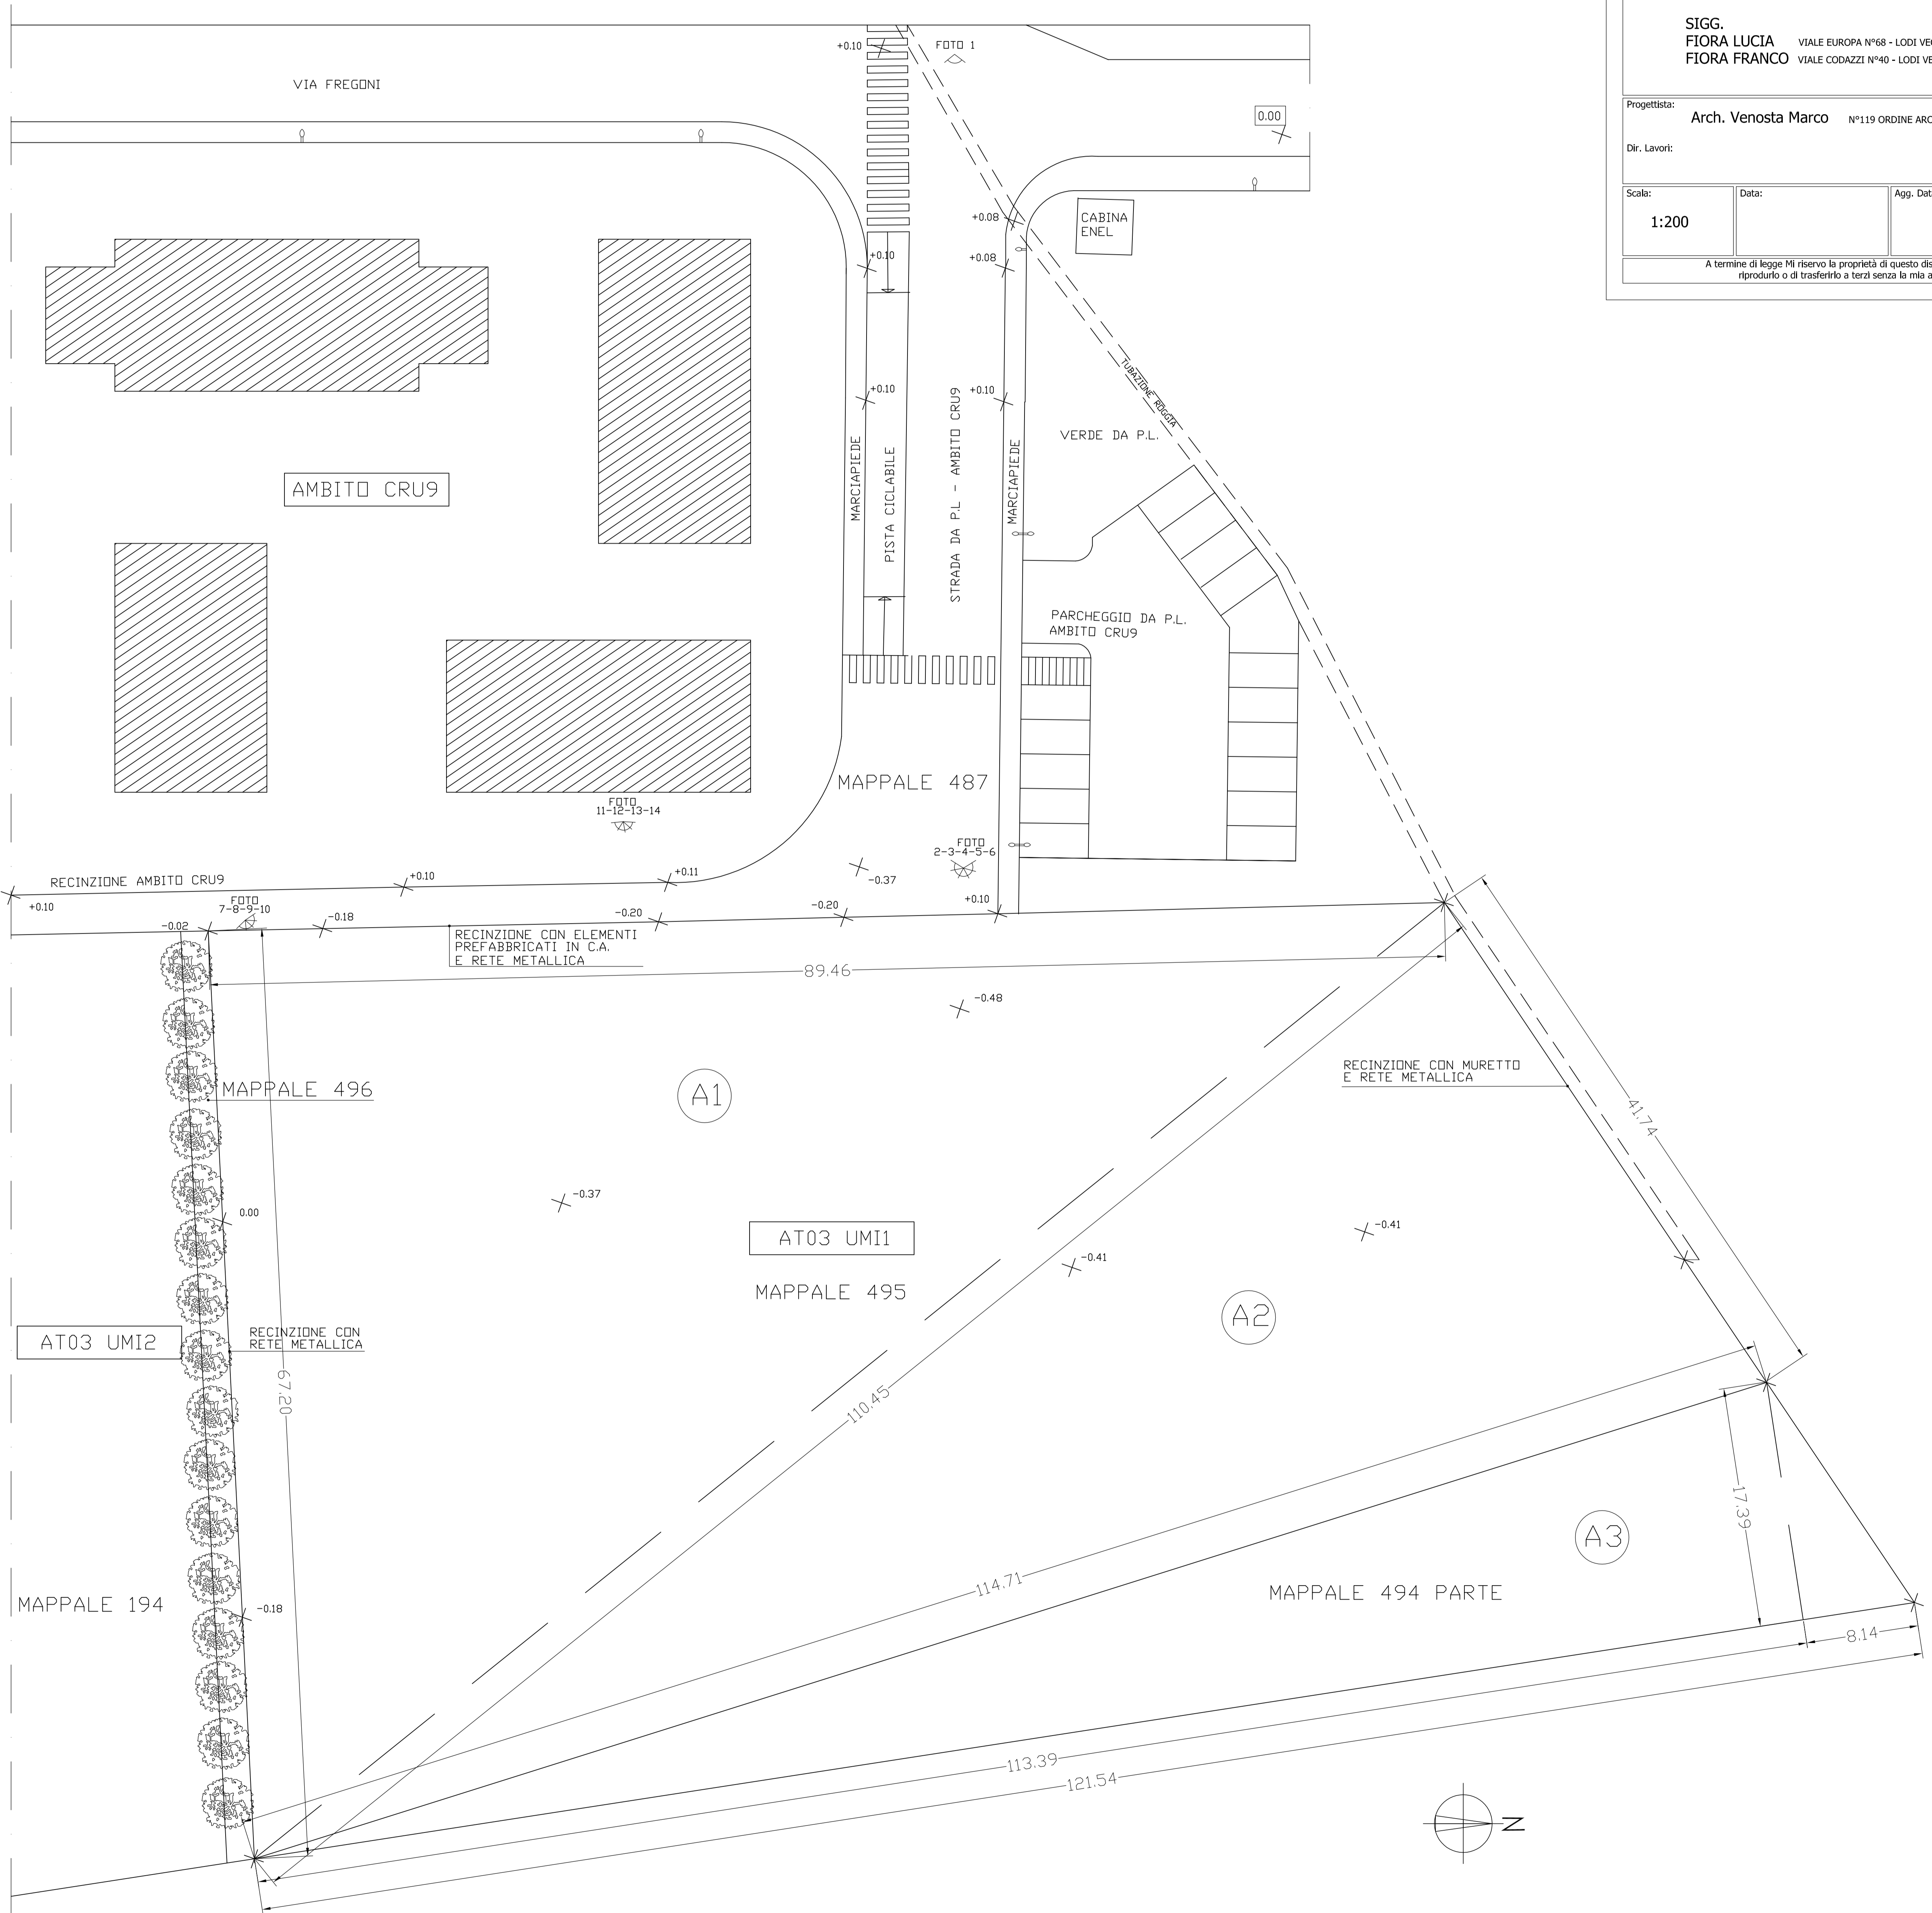 SIGG.
FIORA LUCIA VIALE EUROPA N°68 - LODI
FIORA FRANCO VIALE CODAZZI N°40 - LODI
Progettista:
Arch. Venosta Marco N°119 ORDINE
Dir. Lavori:
Scala:
1:200
Data:
Agg.
A termine di legge Mi riservo la proprietà di questo
riprodurlo o di trasferirlo a terzi senza la mia
+0.10
FOTO 1
VIA FREGONI
0.00
+0.08
CABINA
ENEL
+0.10
+0.08
TUBAZIONE ROGGIA
+0.10
+0.10
VERDE DA P.L.
MARCIAPIEDE
PISTA CICLABILE
STRADA DA P.L - AMBITO CRU9
MARCIAPIEDE
AMBITO CRU9
PARCHEGGIO DA P.L.
AMBITO CRU9
MAPPALE 487
FOTO
11-12-13-14
FOTO
2-3-4-5-6
RECINZIONE AMBITO CRU9
+0.10
+0.10
+0.11
-0.37
FOTO
7-8-9-10
-0.02
-0.18
-0.20
-0.20
+0.10
RECINZIONE CON ELEMENTI
PREFABBRICATI IN C.A.
E RETE METALLICA
89.46
-0.48
MAPPALE 496
A1
RECINZIONE CON MURETTO
E RETE METALLICA
41.74
-0.37
0.00
AT03 UMI1
-0.41
-0.41
MAPPALE 495
A2
AT03 UMI2
RECINZIONE CON
RETE METALLICA
67.20
110.45
17.39
A3
114.71
MAPPALE 494 PARTE
MAPPALE 194
-0.18
8.14
113.39
121.54
N